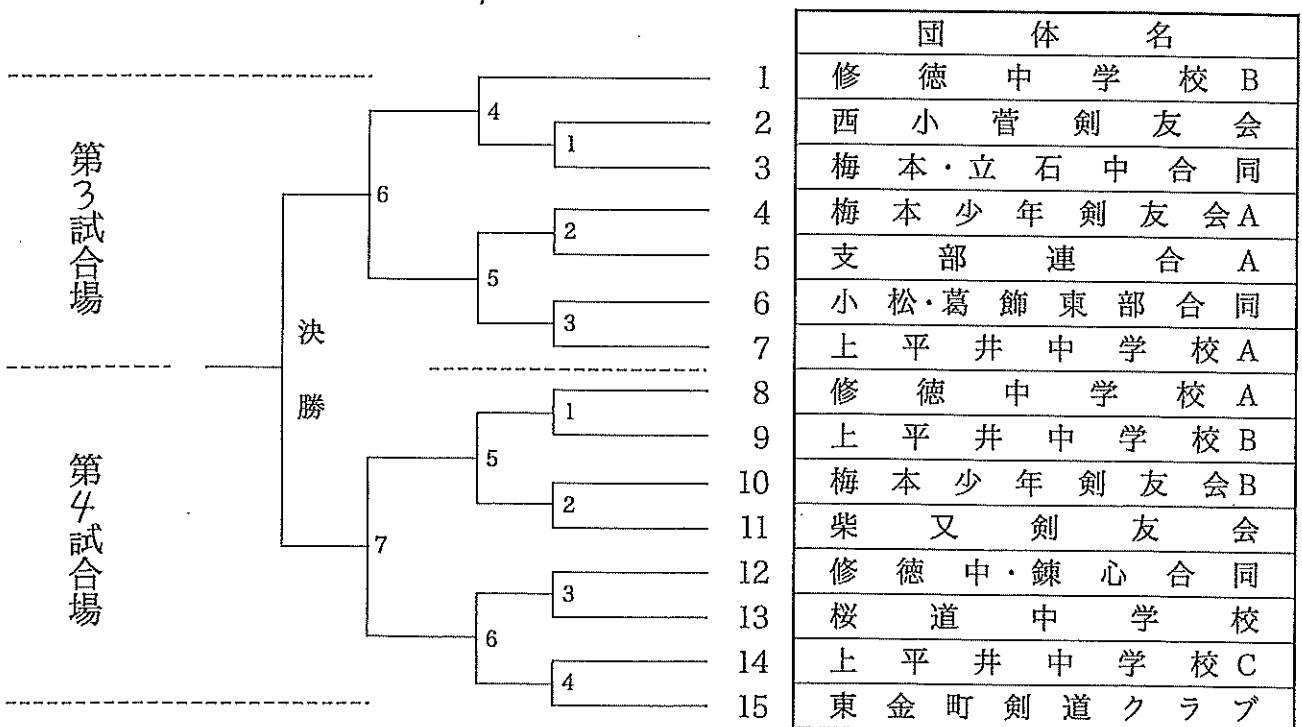 団体名
1 修徳中学校B
2 西小菅剣友会
3 梅本・立石中合同
4 梅本少年剣友会A
5 支部連合A
6 小松・葛飾東部合同
7 上平井中学校A
8 修徳中学校A
9 上平井中学校B
10 梅本少年剣友会B
11 柴又剣友会
12 修徳中・錬心合同
13 桜道中学校
14 上平井中学校C
15 東金町剣道クラブ
第3試合場
4
1
6
2
5
3
決勝
第4試合場
1
5
2
7
3
6
4